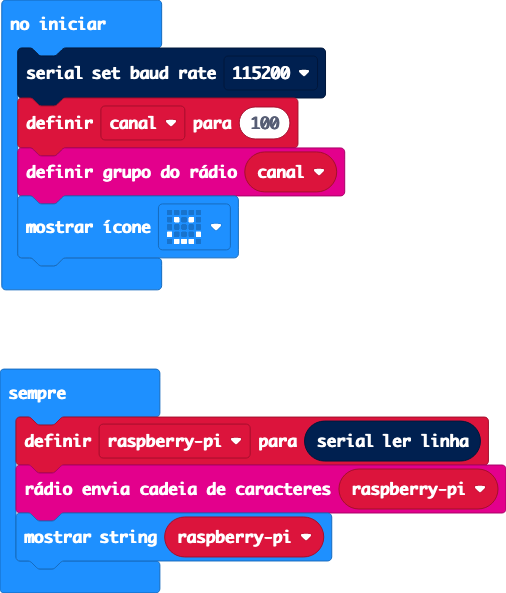 no iniciar
serial set baud rate 115200
definir canal para 100
definir grupo do rádio canal
mostrar ícone
sempre
definir raspberry-pi para serial ler linha
rádio envia cadeia de caracteres raspberry-pi
mostrar string raspberry-pi